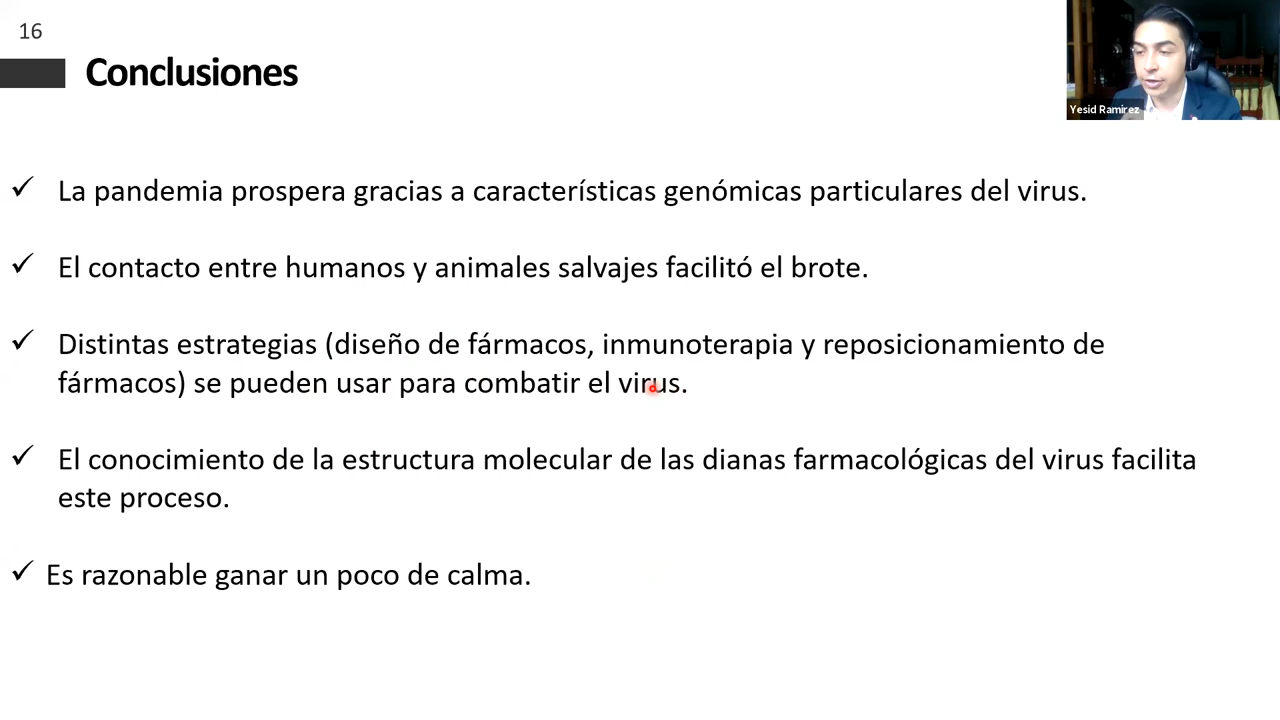 16
Conclusiones
Yesid Ramirez
✓ La pandemia prospera gracias a características genómicas particulares del virus.
✓ El contacto entre humanos y animales salvajes facilitó el brote.
✓ Distintas estrategias (diseño de fármacos, inmunoterapia y reposicionamiento de
fármacos) se pueden usar para combatir el virus.
✓ El conocimiento de la estructura molecular de las dianas farmacológicas del virus facilita
este proceso.
✓ Es razonable ganar un poco de calma.